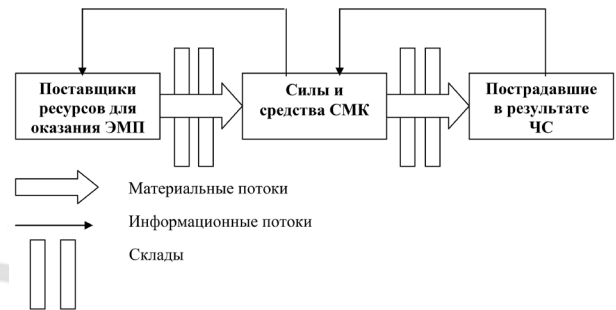 Поставщики
ресурсов для
оказания ЭМП
Силы и
средства СМК
Пострадавшие
в результате
ЧС
Материальные потоки
Информационные потоки
Склады